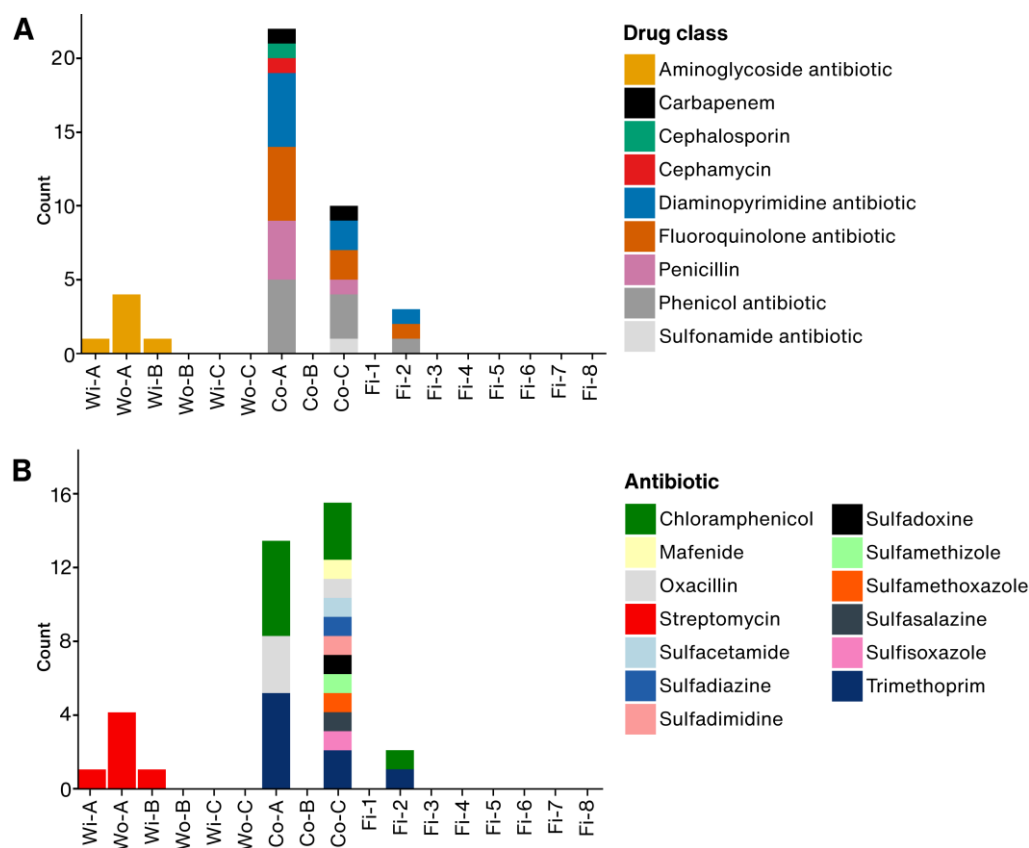 A
Drug class
Aminoglycoside antibiotic
Carbapenem
Cephalosporin
Cephamycin
Diaminopyrimidine antibiotic
Fluoroquinolone antibiotic
Penicillin
Phenicol antibiotic
Sulfonamide antibiotic
Count
20
15
10
5
0
Wi-A
Wo-A
Wi-B
Wo-B
Wi-C
Wo-C
Co-A
Co-B
Co-C
Fi-1
Fi-2
Fi-3
Fi-4
Fi-5
Fi-6
Fi-7
Fi-8
B
Antibiotic
Chloramphenicol
Mafenide
Oxacillin
Streptomycin
Sulfacetamide
Sulfadiazine
Sulfadimidine
Sulfadoxine
Sulfamethizole
Sulfamethoxazole
Sulfasalazine
Sulfisoxazole
Trimethoprim
Count
16
12
8
4
0
Wi-A
Wo-A
Wi-B
Wo-B
Wi-C
Wo-C
Co-A
Co-B
Co-C
Fi-1
Fi-2
Fi-3
Fi-4
Fi-5
Fi-6
Fi-7
Fi-8